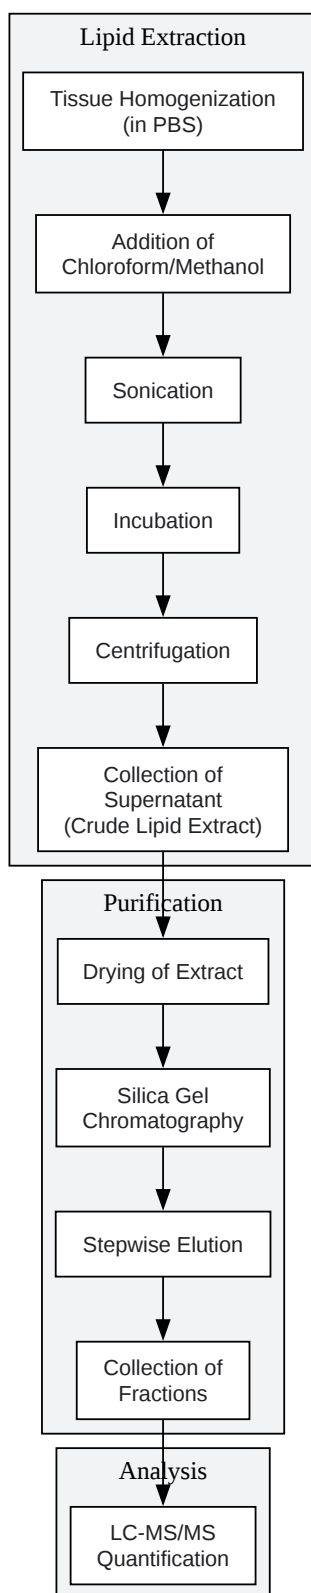 Lipid Extraction
Tissue Homogenization
(in PBS)
Addition of
Chloroform/Methanol
Sonication
Incubation
Centrifugation
Collection of
Supernatant
(Crude Lipid Extract)
Purification
Drying of Extract
Silica Gel
Chromatography
Stepwise Elution
Collection of
Fractions
Analysis
LC-MS/MS
Quantification